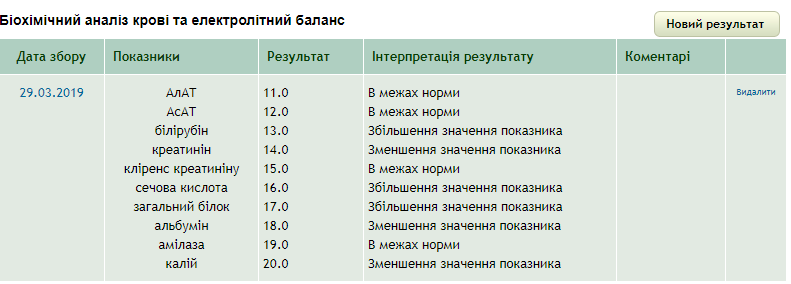 Біохімічний аналіз крові та електролітний баланс
Новий результат
Дата збору Показники Результат Інтерпретація результату Коментарі
29.03.2019 АлАТ 11.0 В межах норми Видалити
АсАТ 12.0 В межах норми
білірубін 13.0 Збільшення значення показника
креатинін 14.0 Зменшення значення показника
кліренс креатиніну 15.0 В межах норми
сечова кислота 16.0 Збільшення значення показника
загальний білок 17.0 Збільшення значення показника
альбумін 18.0 Зменшення значення показника
амілаза 19.0 В межах норми
калій 20.0 Зменшення значення показника